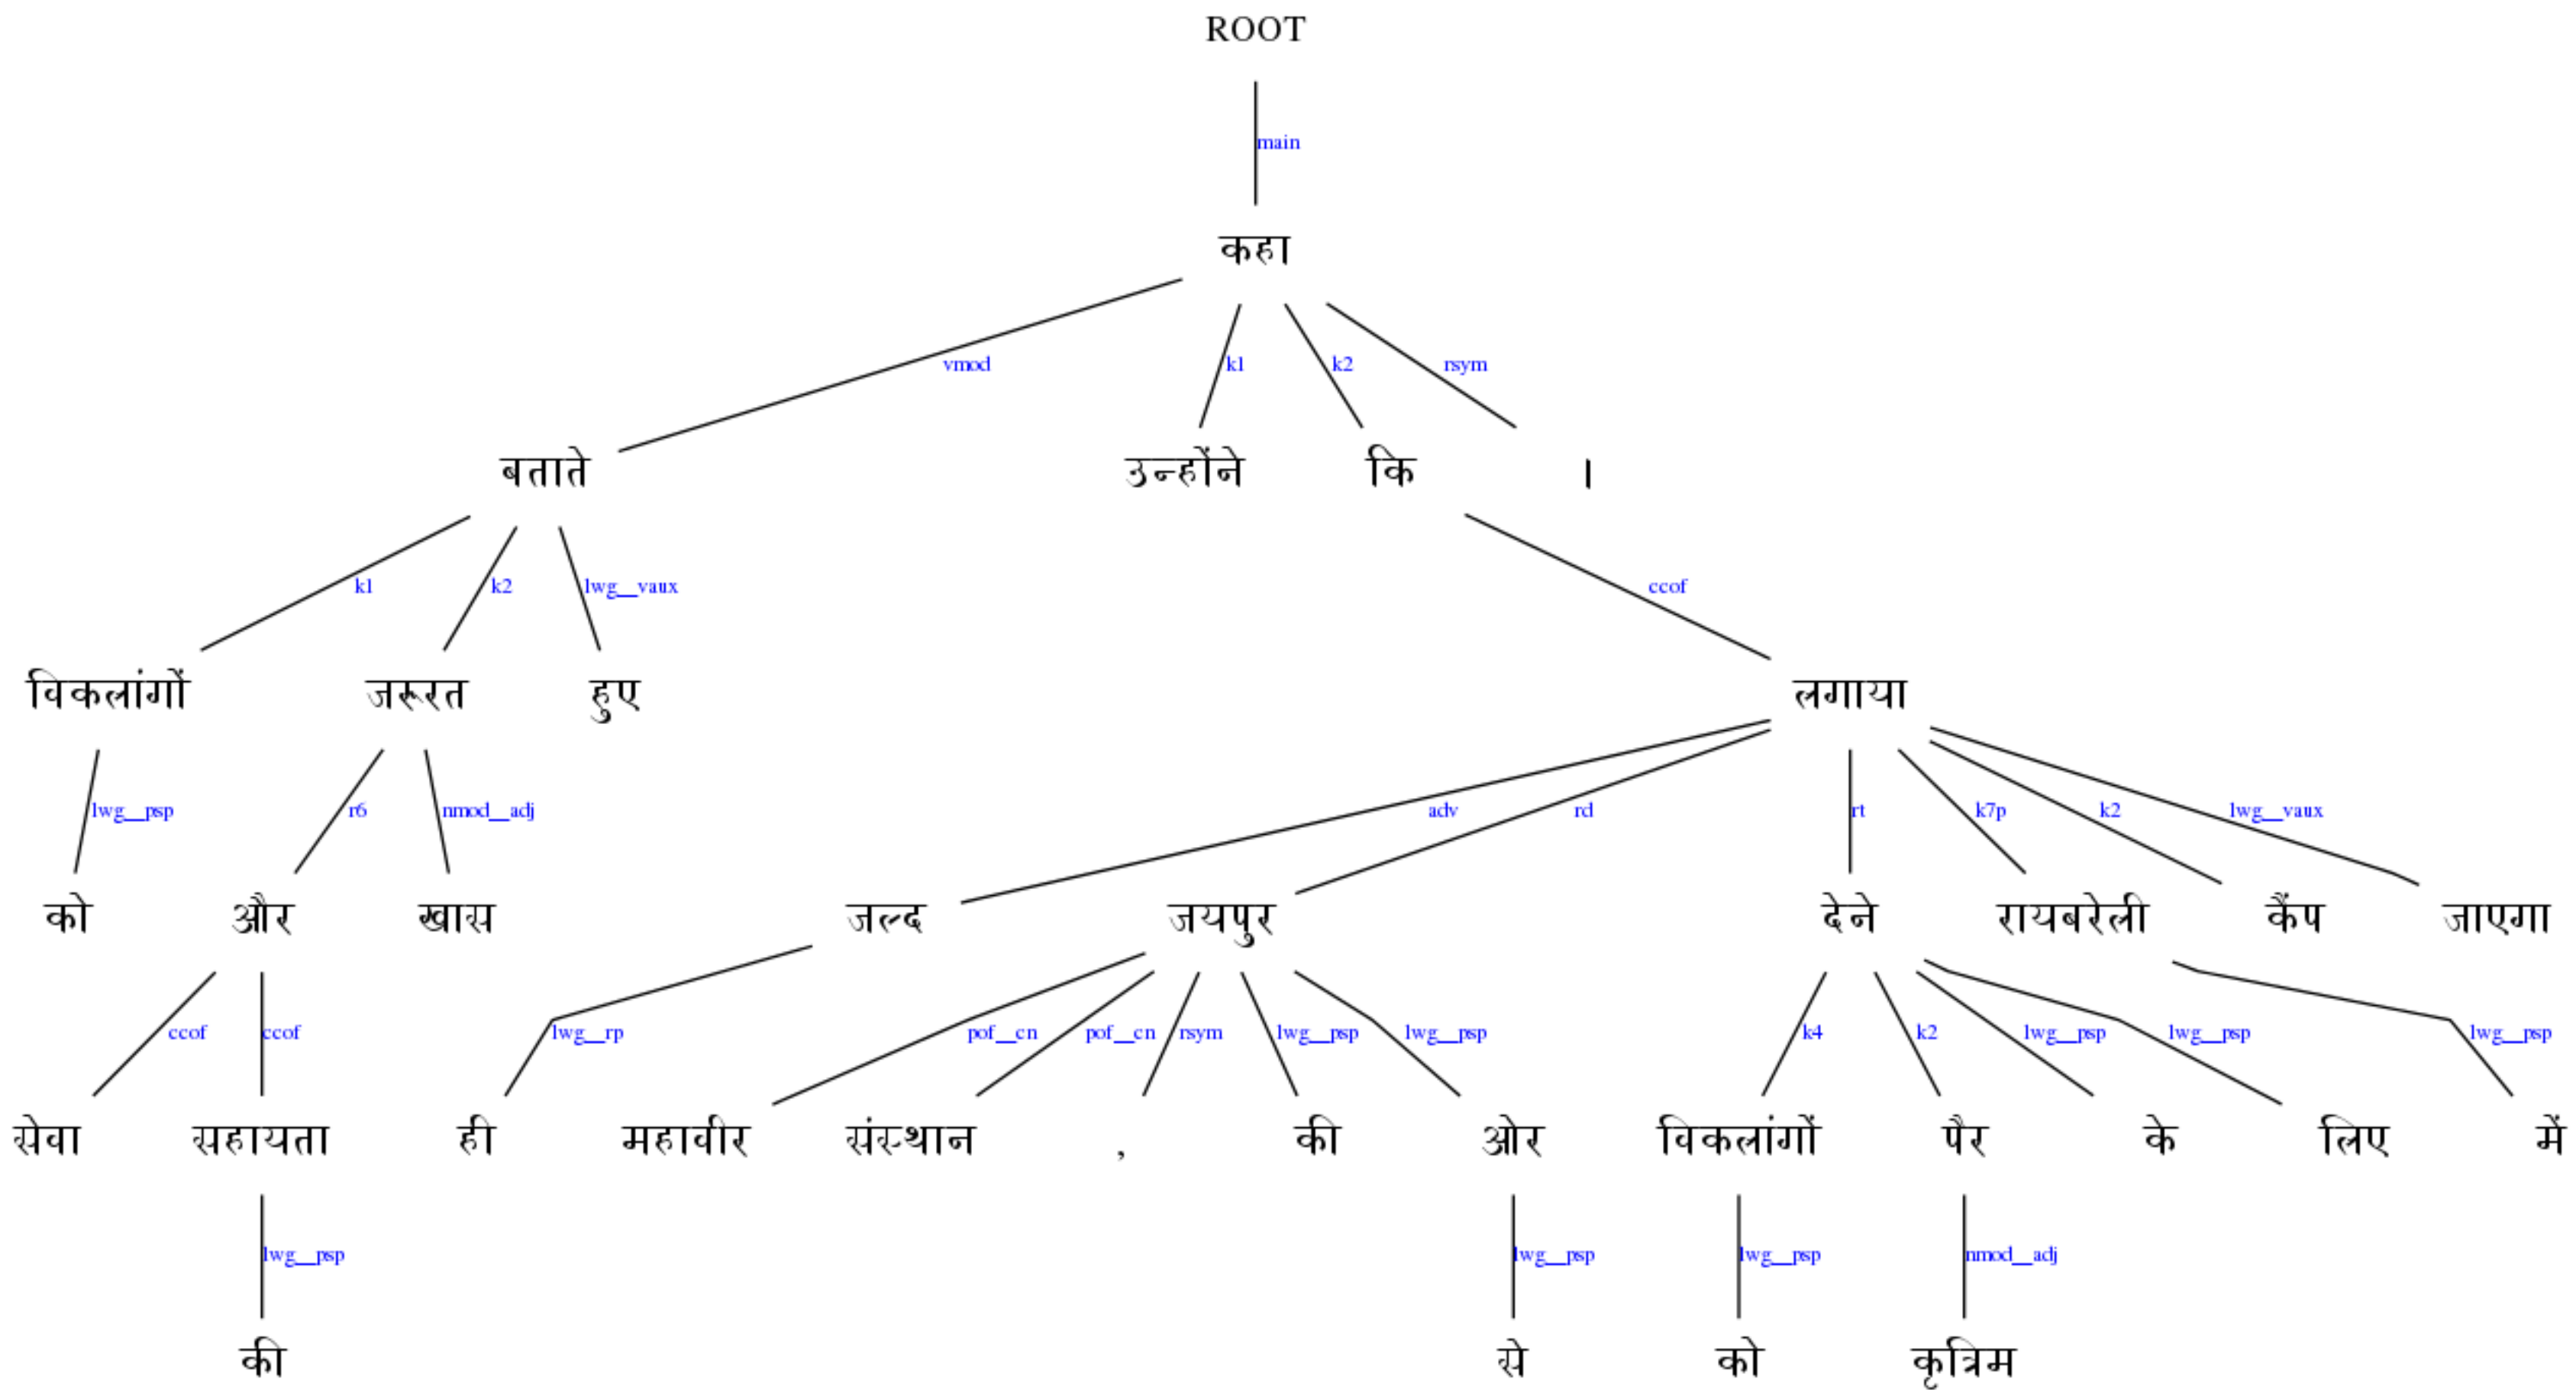 ROOT
main
कहा
vmod k1 k2 rsym
बताते उन्होंने कि ।
k1 k2 lwg__vaux ccof
विकलांगों जरूरत हुए लगाया
lwg__psp r6 nmod__adj adv rd rt k7p k2 lwg__vaux
को और खास जल्द जयपुर देने रायबरेली कैंप जाएगा
ccof ccof lwg__rp pof__cn pof__cn rsym lwg__psp lwg__psp k4 k2 lwg__psp lwg__psp lwg__psp
सेवा सहायता ही महावीर संस्थान , की ओर विकलांगों पैर के लिए में
lwg__psp lwg__psp lwg__psp nmod__adj
की से को कृत्रिम